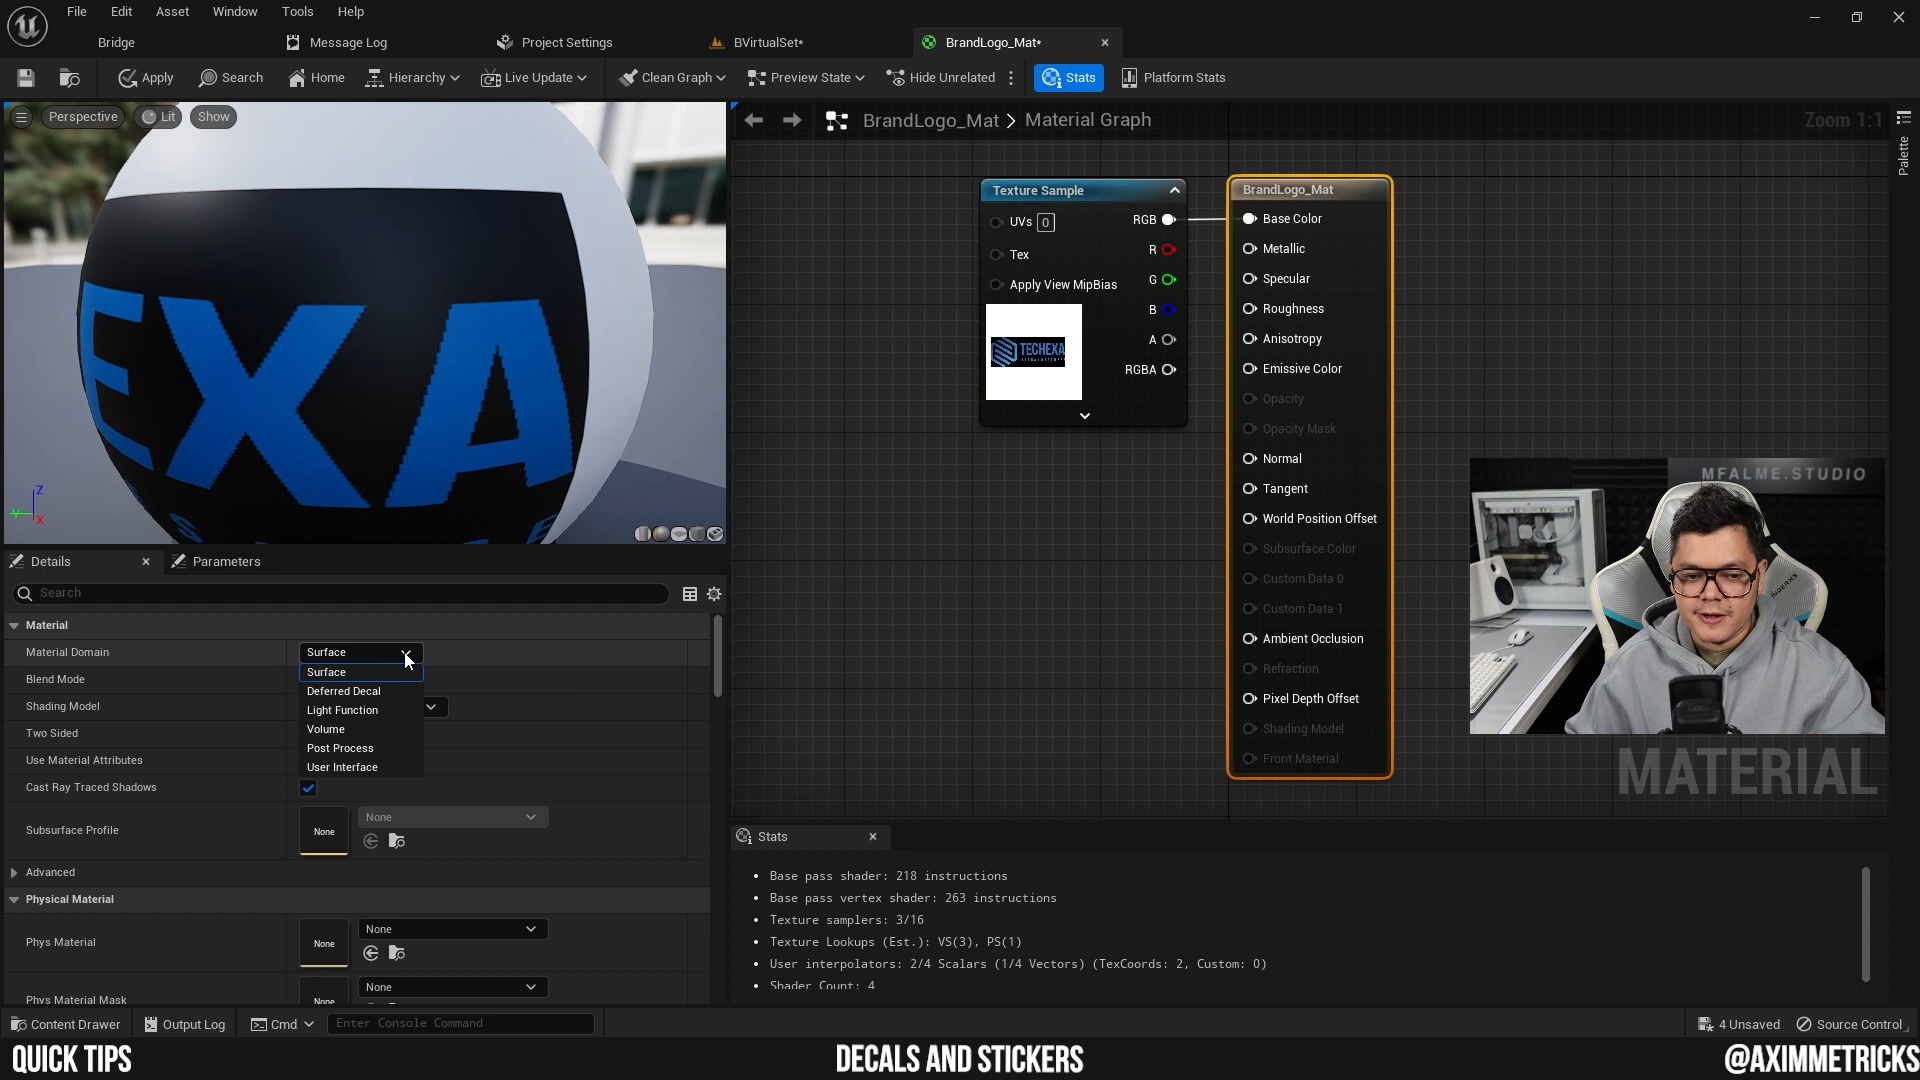 File Edit Asset Window Tools Help
Bridge Message Log Project Settings BVirtualSet* BrandLogo_Mat*
Apply Search Home Hierarchy Live Update Clean Graph Preview State Hide Unrelated Stats Platform Stats
Perspective Lit Show
EXA
Z
Y
X
BrandLogo_Mat > Material Graph
Zoom 1:1
Palette
Texture Sample
UVs 0 RGB
Tex R
Apply View MipBias G
B
A
RGBA
TECHEXA
BrandLogo_Mat
Base Color
Metallic
Specular
Roughness
Anisotropy
Emissive Color
Opacity
Opacity Mask
Normal
Tangent
World Position Offset
Subsurface Color
Custom Data 0
Custom Data 1
Ambient Occlusion
Refraction
Pixel Depth Offset
Shading Model
Front Material
MFALME.STUDIO
MATERIAL
Details Parameters
Search
Material
Material Domain Surface
Surface
Blend Mode
Deferred Decal
Shading Model
Light Function
Two Sided
Volume
Post Process
Use Material Attributes
User Interface
Cast Ray Traced Shadows
Subsurface Profile None None
Advanced
Physical Material
Phys Material None None
Phys Material Mask None None
Stats
• Base pass shader: 218 instructions
• Base pass vertex shader: 263 instructions
• Texture samplers: 3/16
• Texture Lookups (Est.): VS(3), PS(1)
• User interpolators: 2/4 Scalars (1/4 Vectors) (TexCoords: 2, Custom: 0)
• Shader Count: 4
Content Drawer Output Log Cmd Enter Console Command 4 Unsaved Source Control
QUICK TIPS DECALS AND STICKERS @AXIMMETRICKS